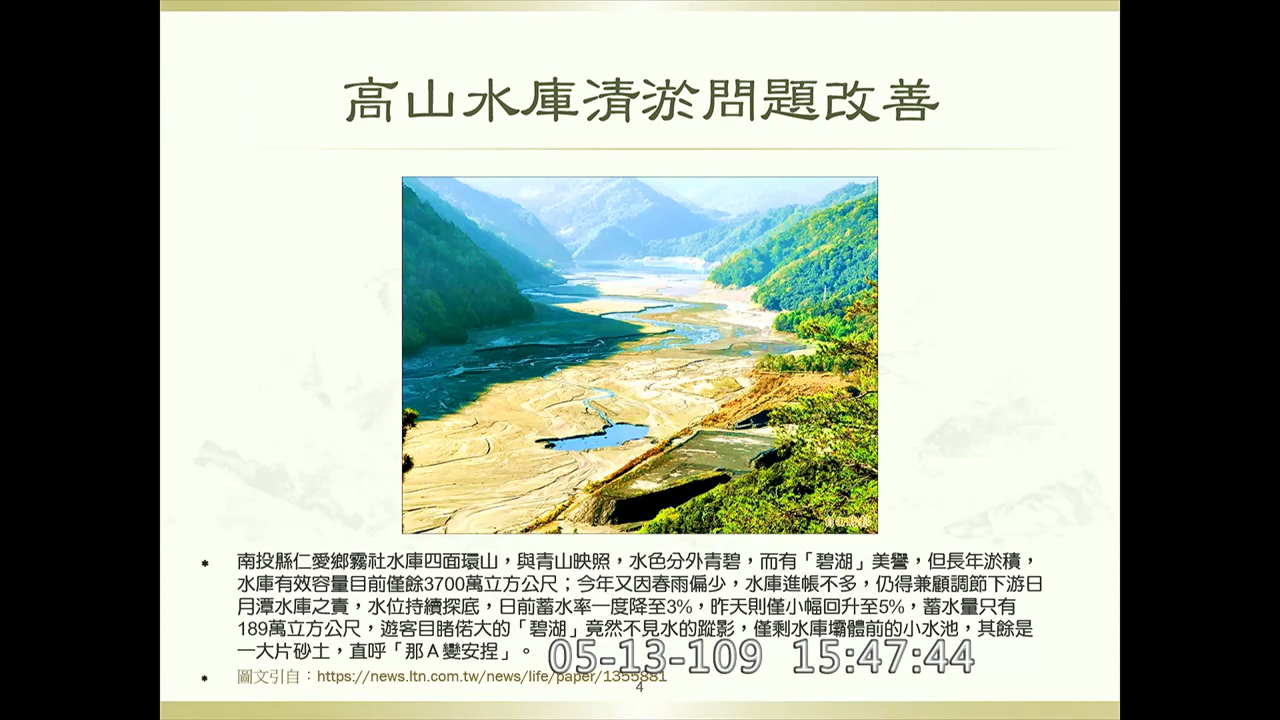 高山水庫清淤問題改善
• 南投縣仁愛鄉霧社水庫四面環山，與青山映照，水色分外青碧，而有「碧湖」美譽，但長年淤積，
水庫有效容量目前僅餘3700萬立方公尺；今年又因春雨偏少，水庫進帳不多，仍得兼顧調節下游日
月潭水庫之責，水位持續探底，日前蓄水率一度降至3%，昨天則僅小幅回升至5%，蓄水量只有
189萬立方公尺，遊客目睹偌大的「碧湖」竟然不見水的蹤影，僅剩水庫壩體前的小水池，其餘是
一大片砂土，直呼「那Ａ變安捏」。
05-13-109 15:47:44
• 圖文引自：https://news.ltn.com.tw/news/life/paper/1355881
4